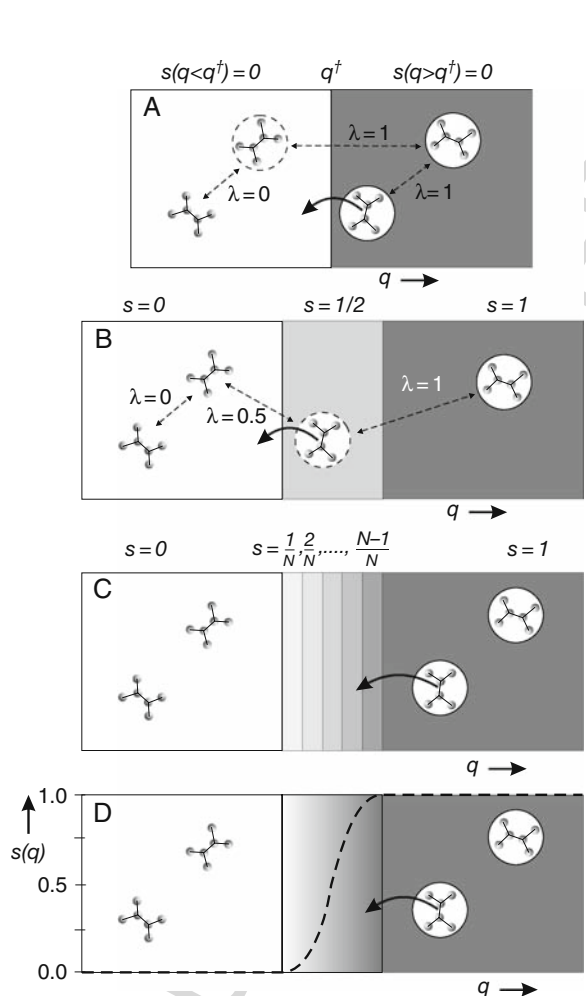 s(q<q†) = 0 q† s(q>q†) = 0
A
λ=1
λ=0
λ=1
q
s=0 s=1/2 s=1
B
λ=0
λ=1
λ=0.5
q
s=0 s= 1/N, 2/N, ...., N–1/N s=1
C
q
1.0
D
s(q)
0.5
0.0
q